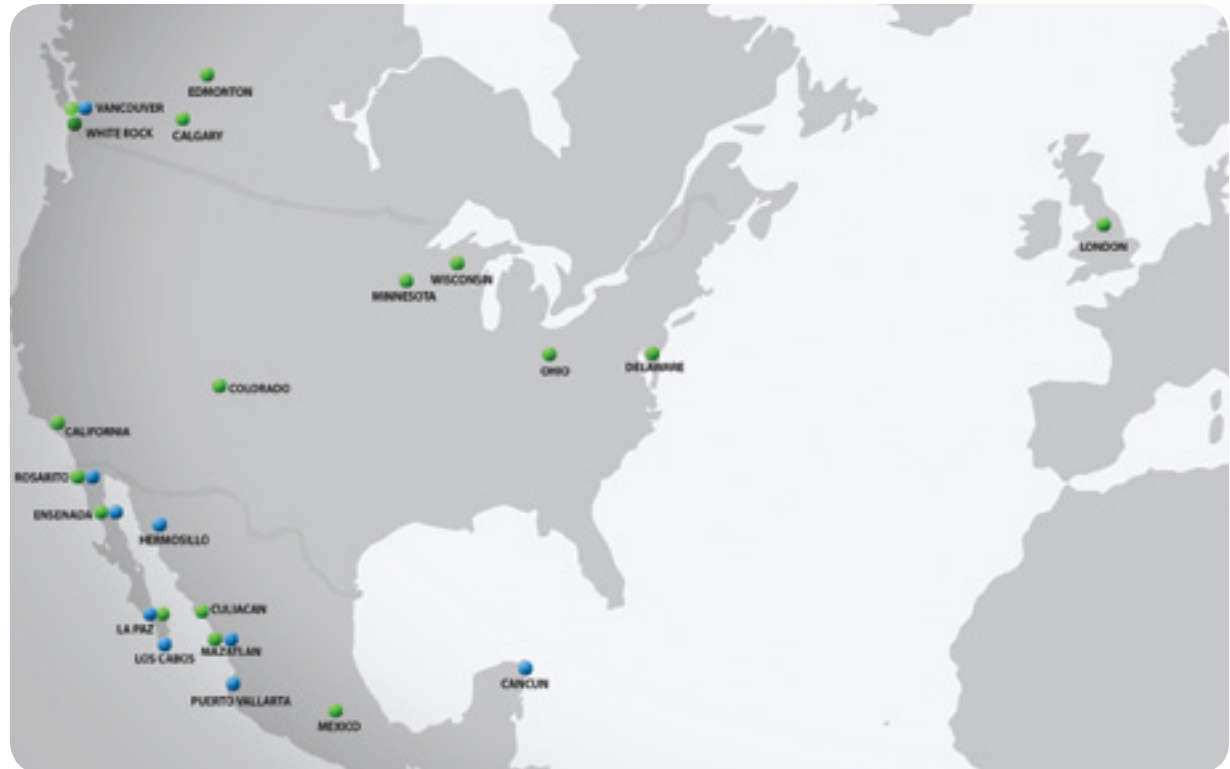 EDMONTON
VANCOUVER
WHITE ROCK
CALGARY
LONDON
WISCONSIN
MINNESOTA
OHIO
DELAWARE
COLORADO
CALIFORNIA
ROSARITO
ENSENADA
HERMOSILLO
CULIACAN
LA PAZ
MAZATLAN
LOS CABOS
CANCUN
PUERTO VALLARTA
MEXICO